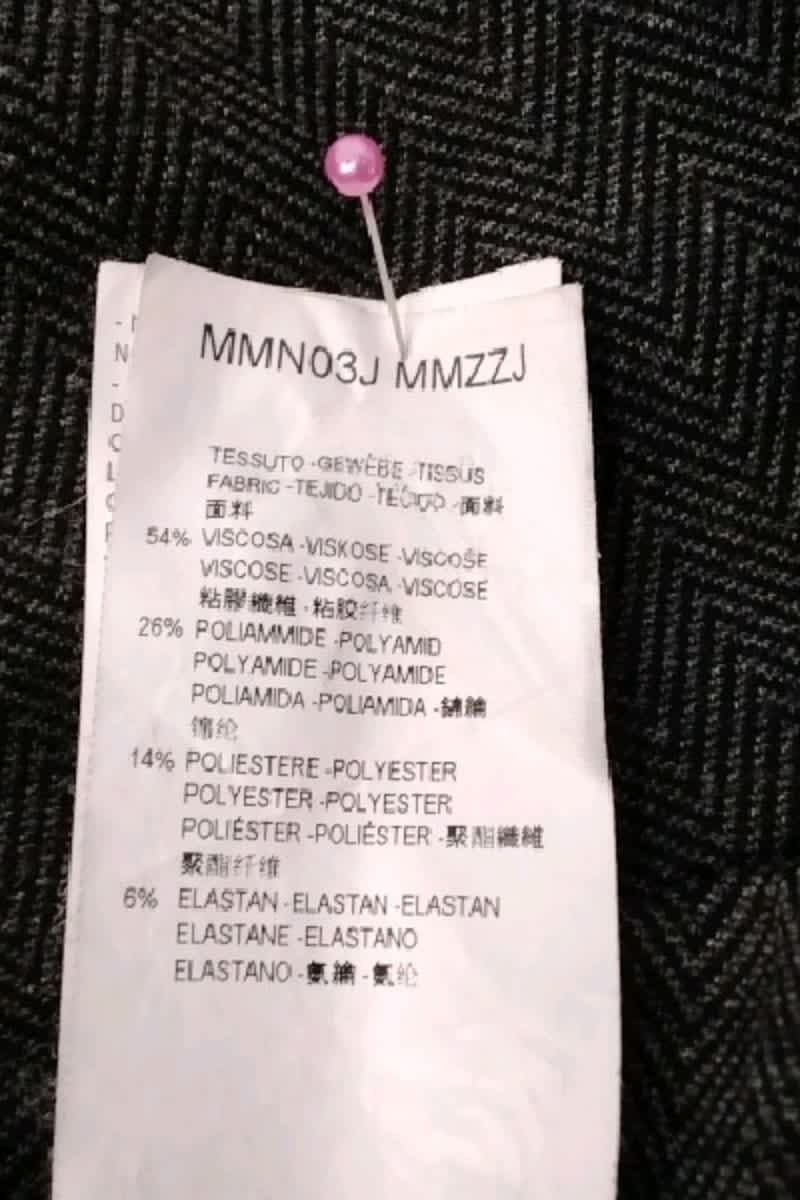 MMN03J MMZZJ
TESSUTO -GEWEBE -TISSUS
FABRIC -TEJIDO -TECIDO -面料
面料
54% VISCOSA -VISKOSE -VISCOSE
VISCOSE -VISCOSA -VISCOSE
粘膠纖維 -粘胶纤维
26% POLIAMMIDE -POLYAMID
POLYAMIDE -POLYAMIDE
POLIAMIDA -POLIAMIDA -錦綸
锦纶
14% POLIESTERE -POLYESTER
POLYESTER -POLYESTER
POLIÉSTER -POLIÉSTER -聚酯纖維
聚酯纤维
6% ELASTAN -ELASTAN -ELASTAN
ELASTANE -ELASTANO
ELASTANO -氨綸 -氨纶